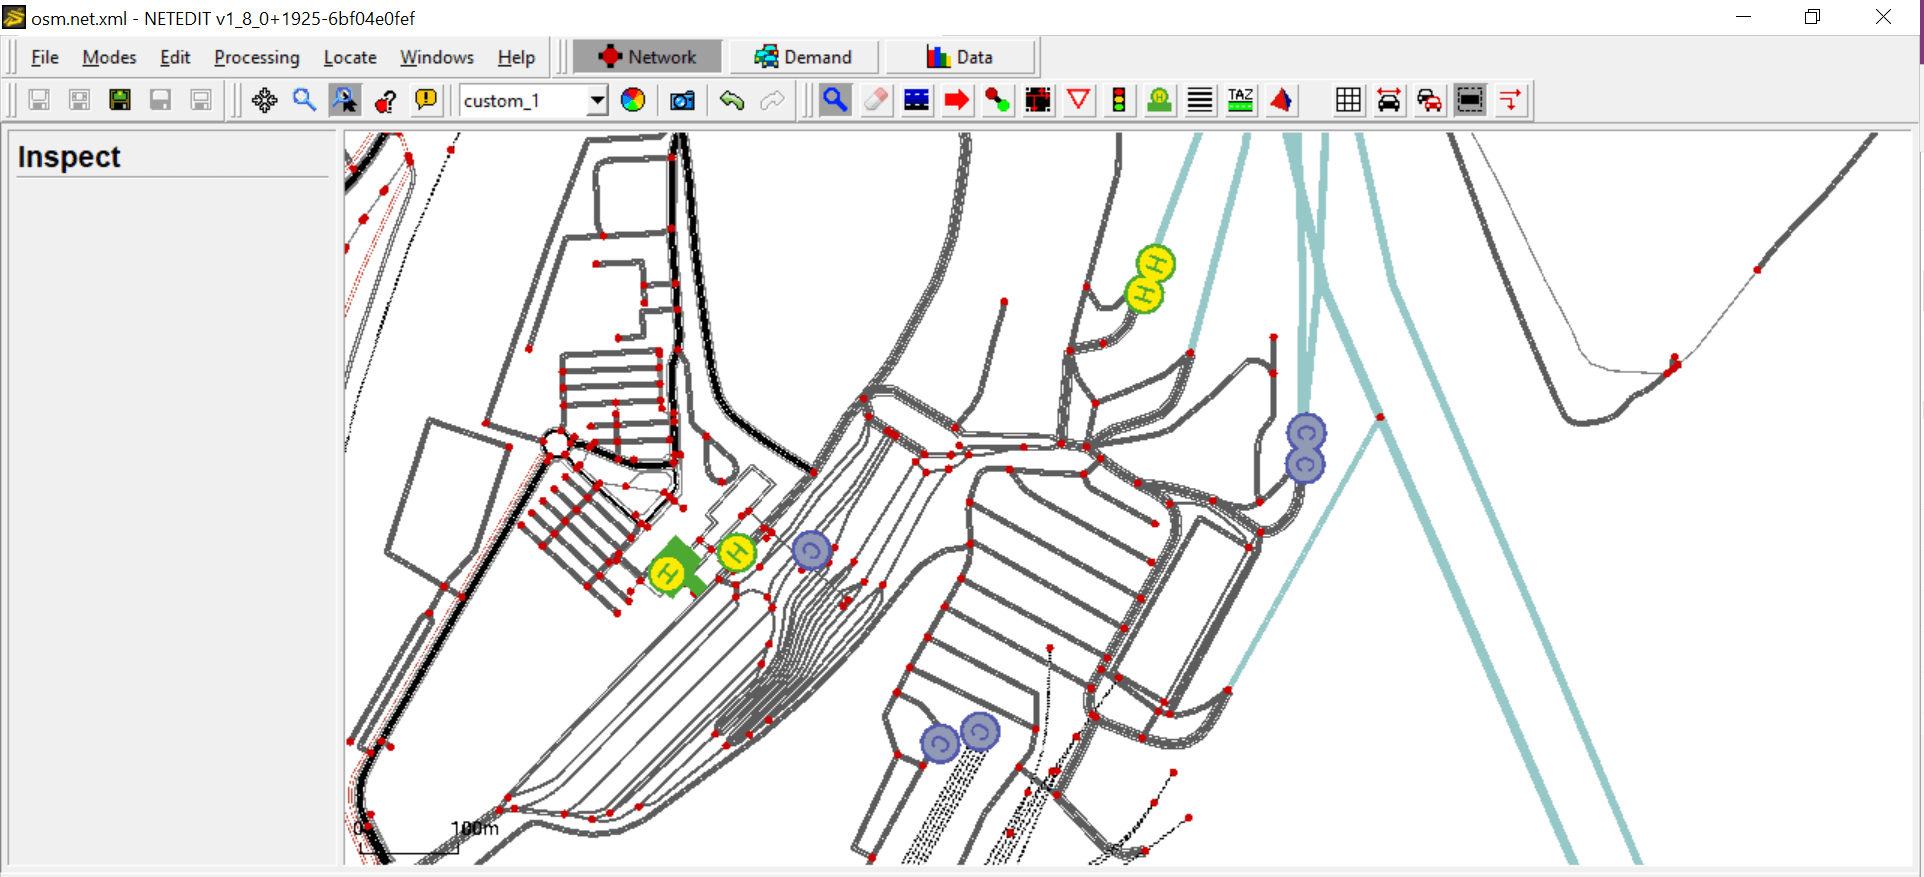 osm.net.xml - NETEDIT v1_8_0+1925-6bf04e0fef
File Modes Edit Processing Locate Windows Help Network Demand Data
custom_1 TAZ
Inspect
H
H
C
C
H
C
H
C
C
0 100m